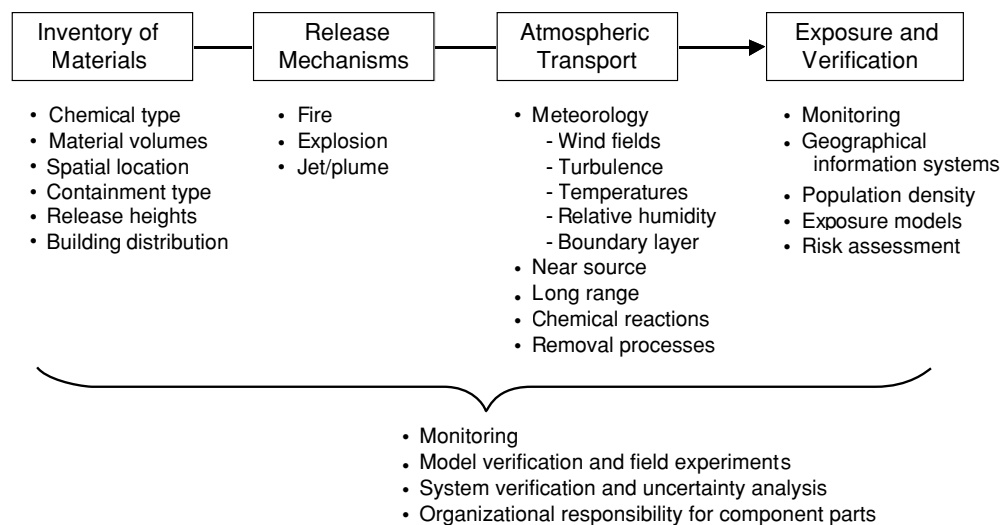 Inventory of
Materials
Release
Mechanisms
Atmospheric
Transport
Exposure and
Verification
• Chemical type
• Material volumes
• Spatial location
• Containment type
• Release heights
• Building distribution
• Fire
• Explosion
• Jet/plume
• Meteorology
- Wind fields
- Turbulence
- Temperatures
- Relative humidity
- Boundary layer
• Near source
• Long range
• Chemical reactions
• Removal processes
• Monitoring
• Geographical
information systems
• Population density
• Exposure models
• Risk assessment
• Monitoring
• Model verification and field experiments
• System verification and uncertainty analysis
• Organizational responsibility for component parts